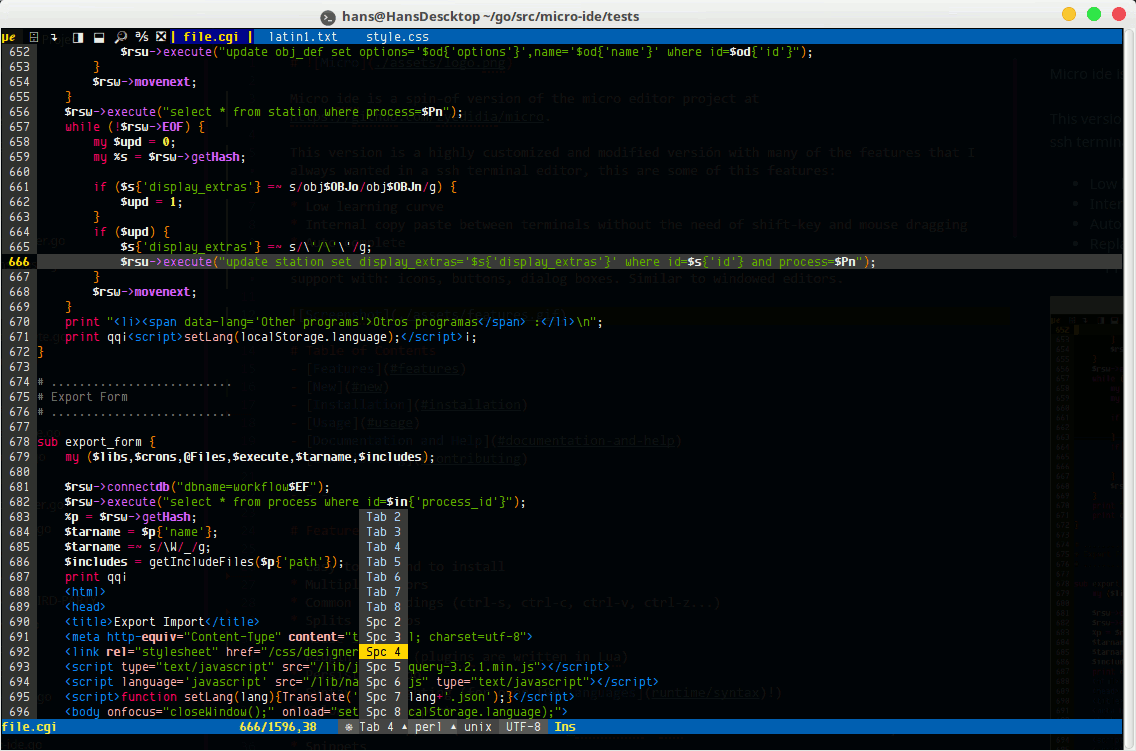 hans@HansDescktop ~/go/src/micro-ide/tests
µe | file.cgi | latin1.txt style.css
652 $rsu->execute("update obj_def set options='$od{'options'}',name='$od{'name'}' where id=$od{'id'}");
653 }
654 $rsw->movenext;
655 }
656 $rsw->execute("select * from station where process=$Pn");
657 while (!$rsw->EOF) {
658 my $upd = 0;
659 my %s = $rsw->getHash;
660
661 if ($s{'display_extras'} =~ s/obj$OBJo/obj$OBJn/g) {
662 $upd = 1;
663 }
664 if ($upd) {
665 $s{'display_extras'} =~ s/\'/\'\'/g;
666 $rsu->execute("update station set display_extras='$s{'display_extras'}' where id=$s{'id'} and process=$Pn");
667 }
668 $rsw->movenext;
669 }
670 print "<li><span data-lang='Other programs'>Otros programas</span> :</li>\n";
671 print qqi<script>setLang(localStorage.language);</script>i;
672 }
673
674 # ..........................
675 # Export Form
676 # ..........................
677
678 sub export_form {
679 my ($libs,$crons,@Files,$execute,$tarname,$includes);
680
681 $rsw->connectdb("dbname=workflow$EF");
682 $rsw->execute("select * from process where id=$in{'process_id'}");
683 %p = $rsw->getHash;
684 $tarname = $p{'name'};
685 $tarname =~ s/\W/_/g;
686 $includes = getIncludeFiles($p{'path'});
687 print qqi
688 <html>
689 <head>
690 <title>Export Import</title>
691 <meta http-equiv="Content-Type" content="t l; charset=utf-8">
692 <link rel="stylesheet" href="/css/designer
693 <script type="text/javascript" src="/lib/j query-3.2.1.min.js"></script>
694 <script language='javascript' src="/lib/na js" type="text/javascript"></script>
695 <script>function setLang(lang){Translate(' lang+'.json');}</script>
696 <body onfocus="closeWindow();" onload="set calStorage.language);">
Tab 2
Tab 3
Tab 4
Tab 5
Tab 6
Tab 7
Tab 8
Spc 2
Spc 3
Spc 4
Spc 5
Spc 6
Spc 7
Spc 8
file.cgi 666/1596,38 Tab 4 ▴ perl ▴ unix UTF-8 Ins